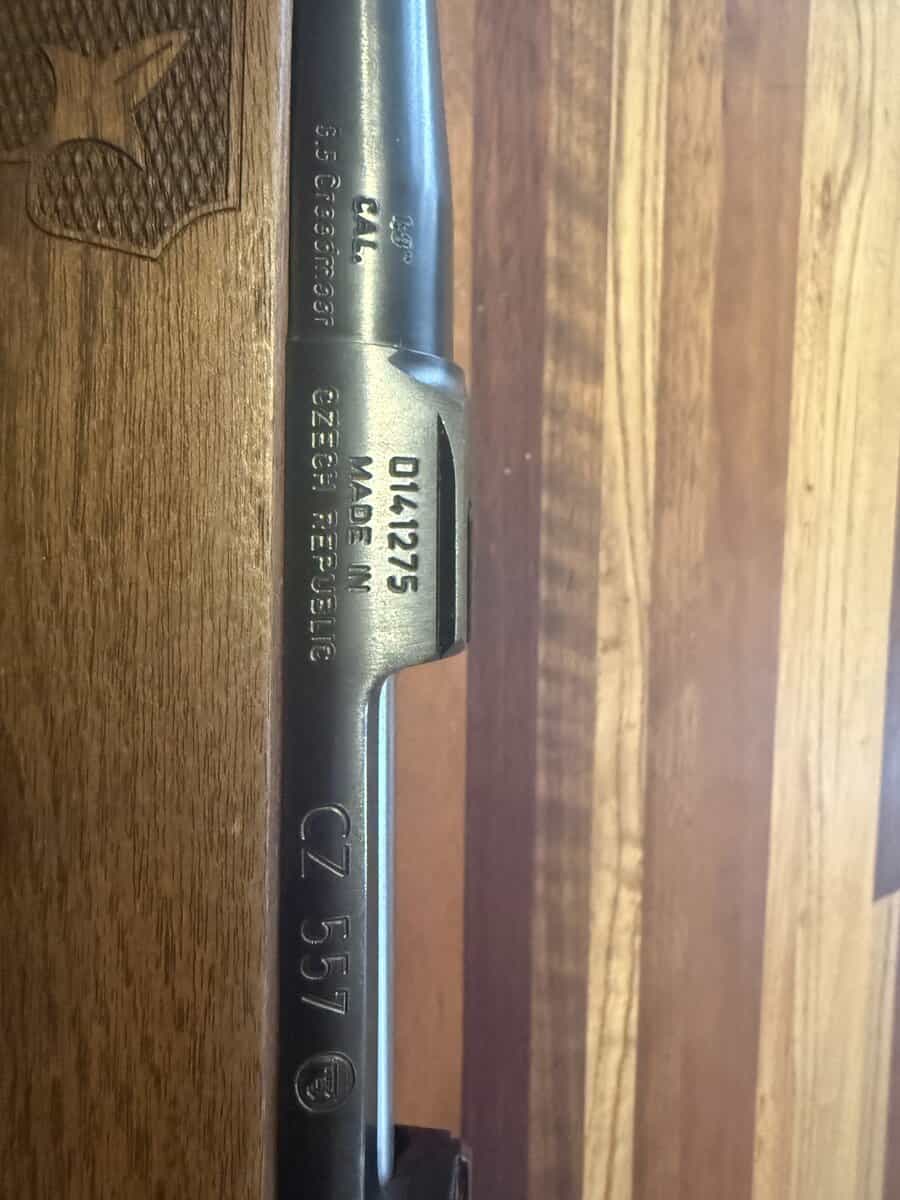 CAL.
6.5 Creedmoor
D141275
MADE IN
CZECH REPUBLIC
CZ 557